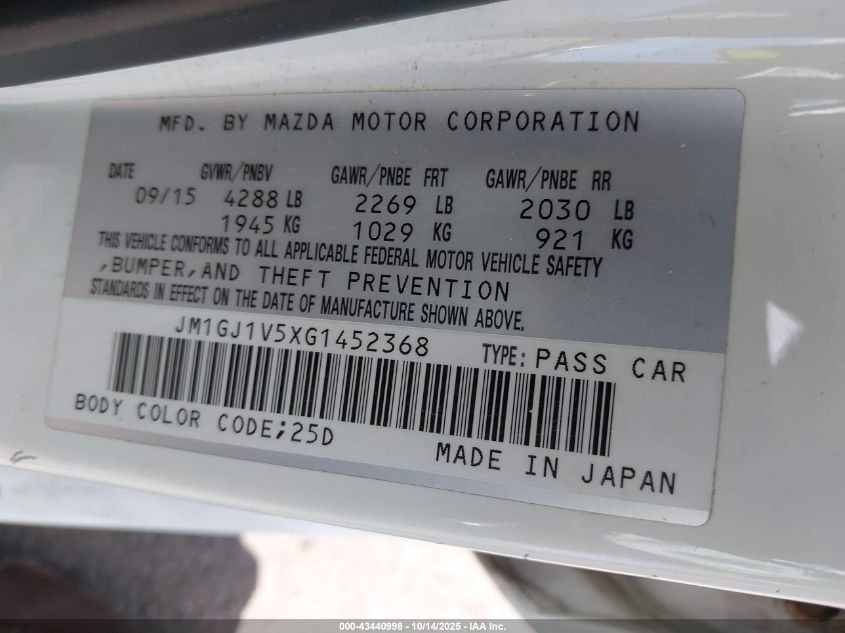 MFD. BY MAZDA MOTOR CORPORATION
DATE GVWR/PNBV GAWR/PNBE FRT GAWR/PNBE RR
09/15 4288 LB 2269 LB 2030 LB
1945 KG 1029 KG 921 KG
THIS VEHICLE CONFORMS TO ALL APPLICABLE FEDERAL MOTOR VEHICLE SAFETY
,BUMPER,AND THEFT PREVENTION
STANDARDS IN EFFECT ON THE DATE OF MANUFACTURE SHOWN ABOVE.
JM1GJ1V5XG1452368 TYPE: PASS CAR
BODY COLOR CODE;25D
MADE IN JAPAN
000-43440998 - 10/14/2025 - IAA Inc.